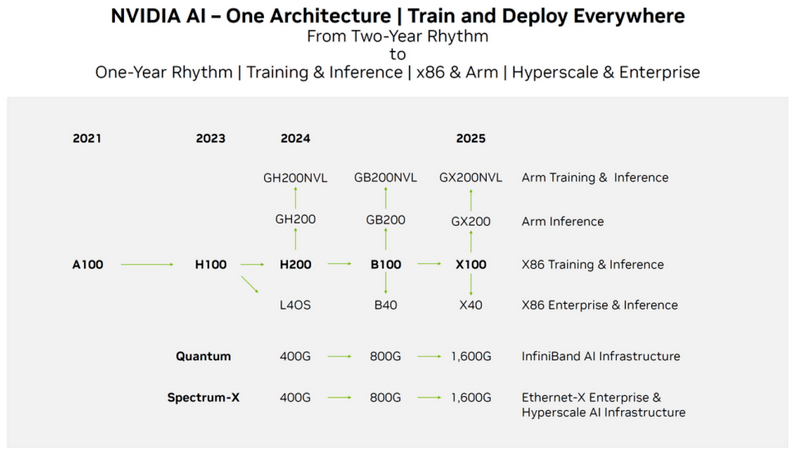 NVIDIA AI – One Architecture | Train and Deploy Everywhere
From Two-Year Rhythm
to
One-Year Rhythm | Training & Inference | x86 & Arm | Hyperscale & Enterprise
2021 2023 2024 2025
GH200NVL GB200NVL GX200NVL Arm Training & Inference
GH200 GB200 GX200 Arm Inference
A100 H100 H200 B100 X100 X86 Training & Inference
L4OS B40 X40 X86 Enterprise & Inference
Quantum 400G 800G 1,600G InfiniBand AI Infrastructure
Spectrum-X 400G 800G 1,600G Ethernet-X Enterprise &
Hyperscale AI Infrastructure